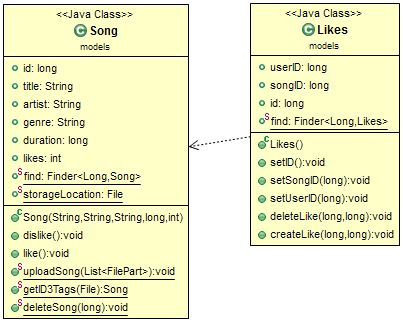 <<Java Class>>
Song
models
id: long
title: String
artist: String
genre: String
duration: long
likes: int
find: Finder<Long,Song>
storageLocation: File
Song(String,String,String,long,int)
dislike():void
like():void
uploadSong(List<FilePart>):void
getID3Tags(File):Song
deleteSong(long):void
<<Java Class>>
Likes
models
userID: long
songID: long
id: long
find: Finder<Long,Likes>
Likes()
setID():void
setSongID(long):void
setUserID(long):void
deleteLike(long,long):void
createLike(long,long):void